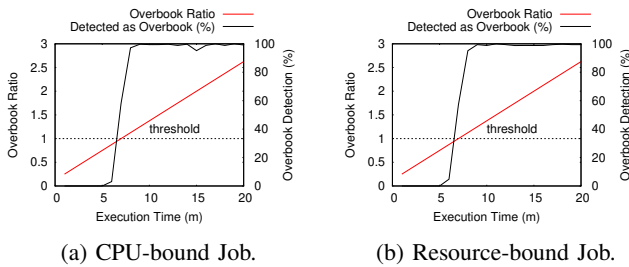 Overbook Ratio
Detected as Overbook (%)
3
2.5
2
1.5
1
0.5
0
Overbook Ratio
threshold
100
80
60
40
20
0
Overbook Detection (%)
0 5 10 15 20
Execution Time (m)
(a) CPU-bound Job.
Overbook Ratio
Detected as Overbook (%)
3
2.5
2
1.5
1
0.5
0
Overbook Ratio
threshold
100
80
60
40
20
0
Overbook Detection (%)
0 5 10 15 20
Execution Time (m)
(b) Resource-bound Job.